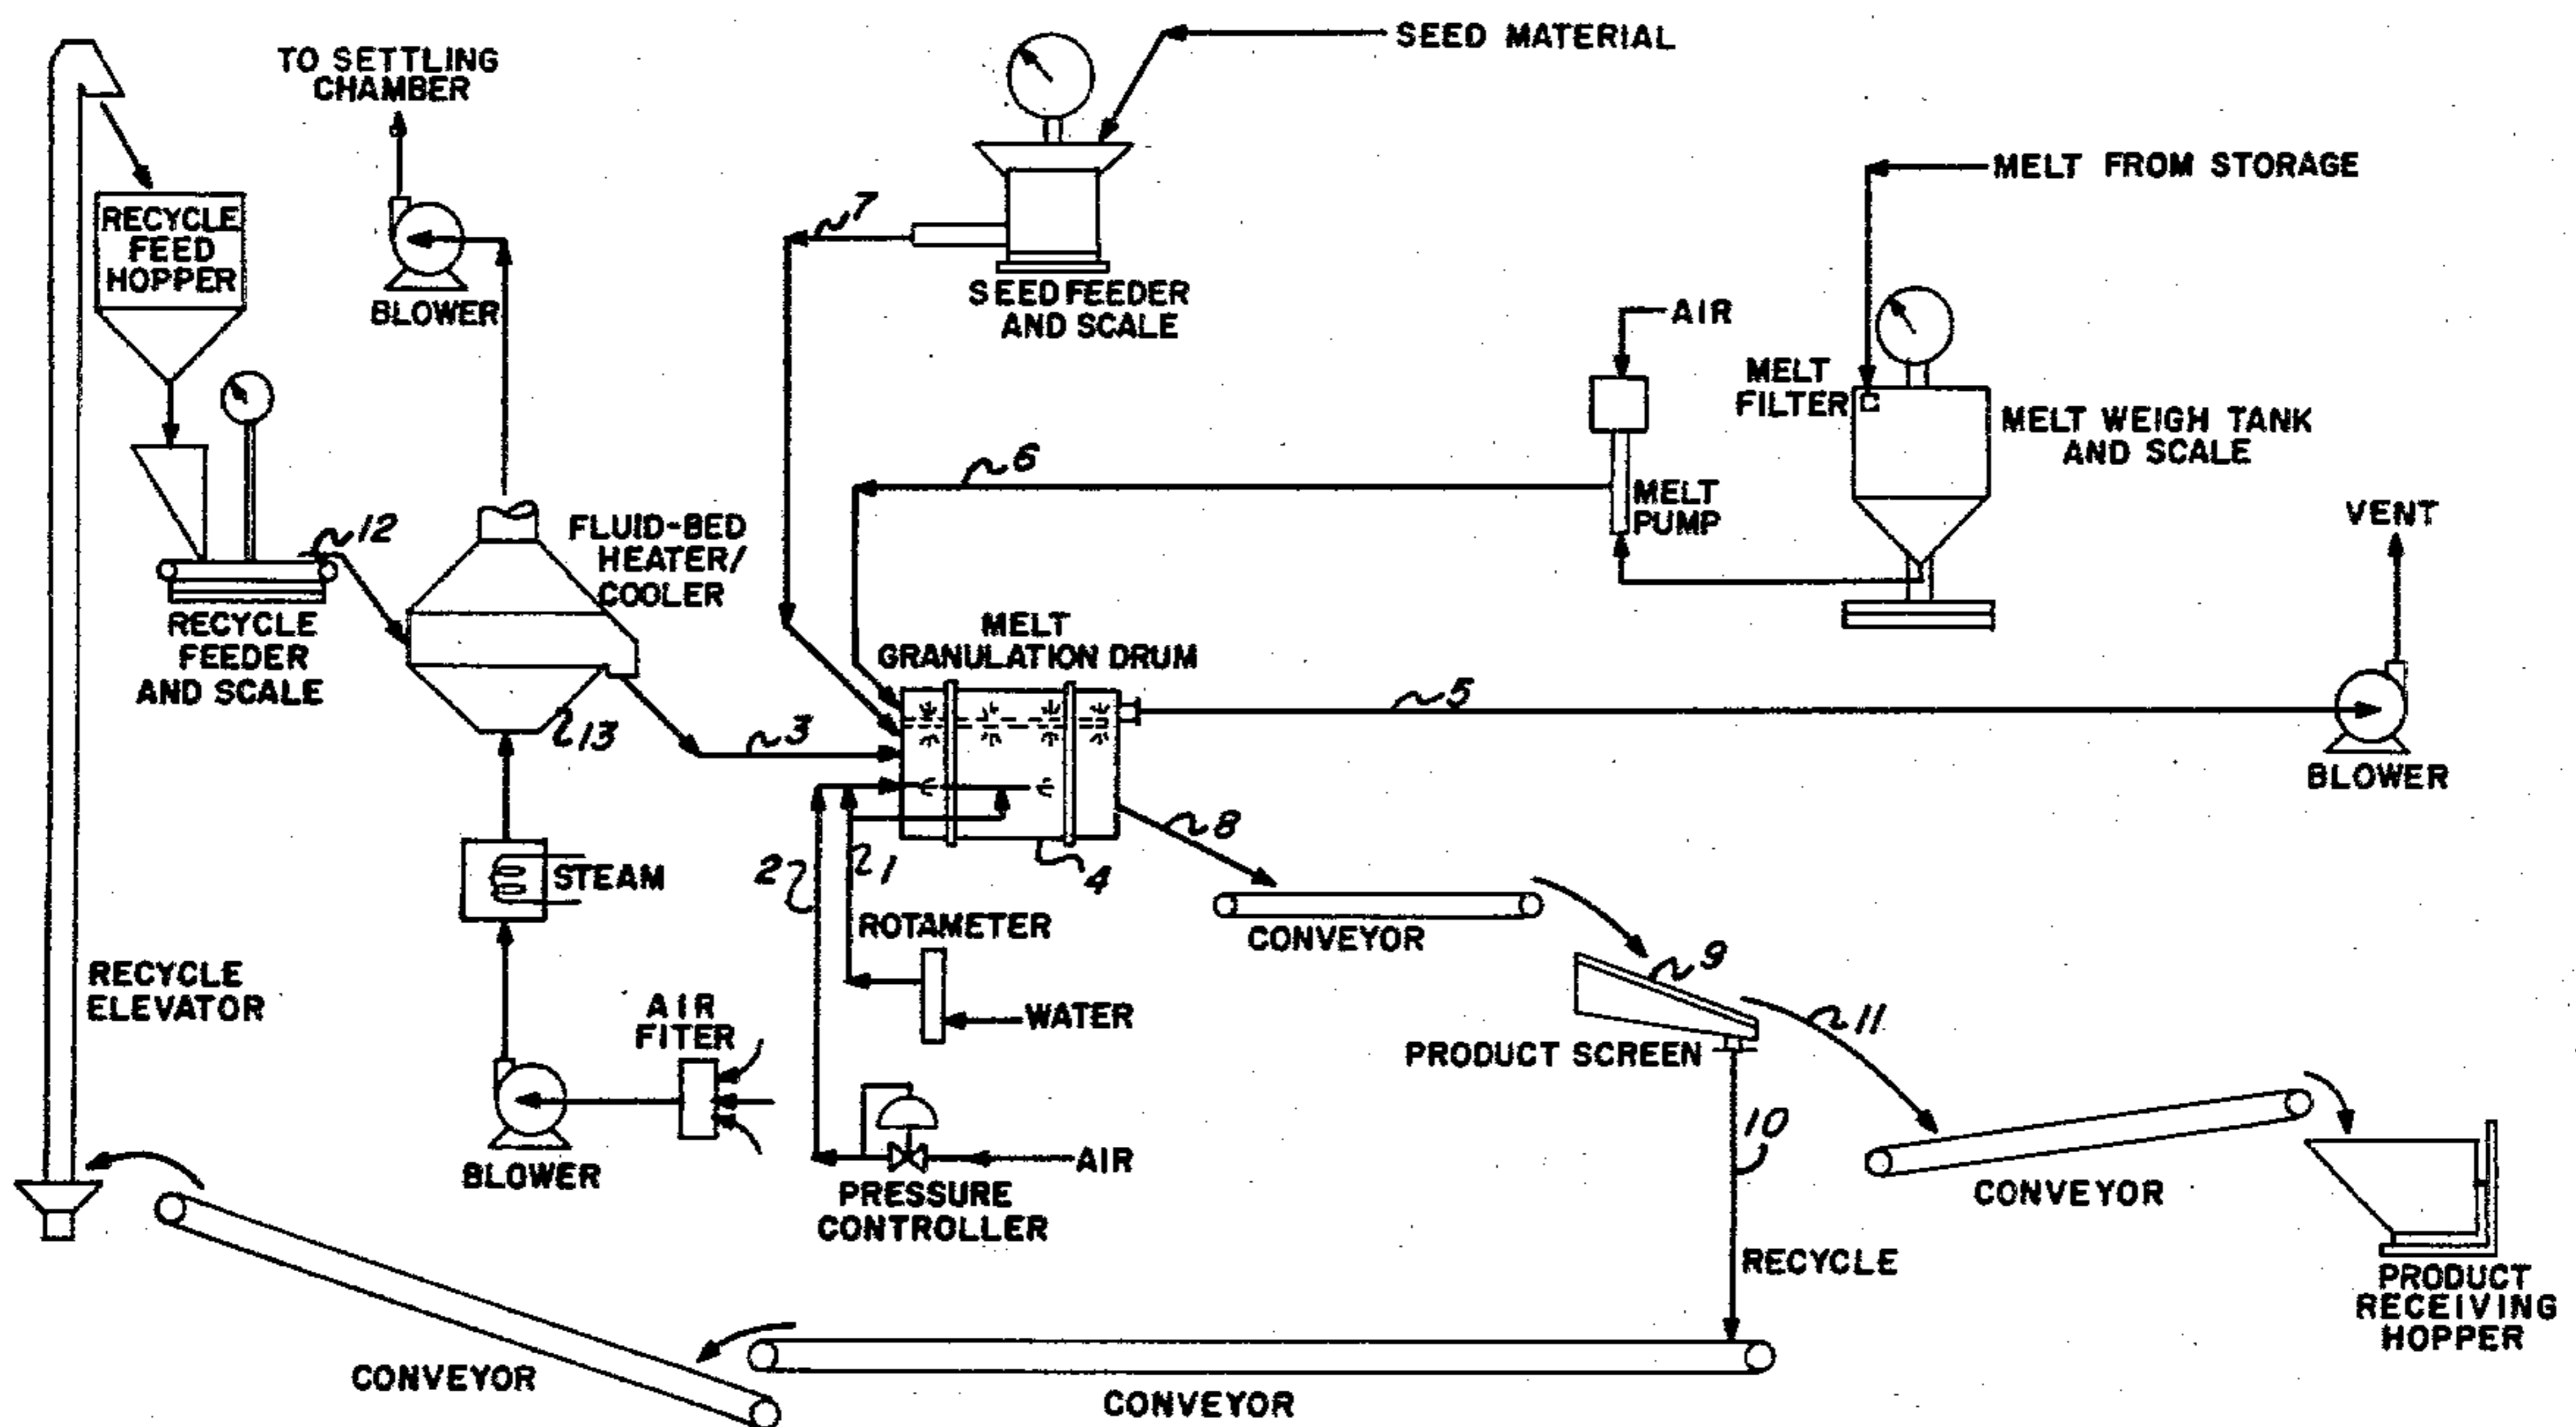 TO SETTLING
CHAMBER
SEED MATERIAL
MELT FROM STORAGE
RECYCLE
FEED
HOPPER
BLOWER
7
SEED FEEDER
AND SCALE
AIR
MELT
FILTER
MELT WEIGH TANK
AND SCALE
6
MELT
PUMP
VENT
12
FLUID-BED
HEATER/
COOLER
RECYCLE
FEEDER
AND SCALE
MELT
GRANULATION DRUM
5
13
3
BLOWER
8
4
2
1
STEAM
ROTAMETER
CONVEYOR
9
RECYCLE
ELEVATOR
AIR
FITER
WATER
11
PRODUCT SCREEN
10
BLOWER
AIR
PRESSURE
CONTROLLER
CONVEYOR
RECYCLE
PRODUCT
RECEIVING
HOPPER
CONVEYOR
CONVEYOR